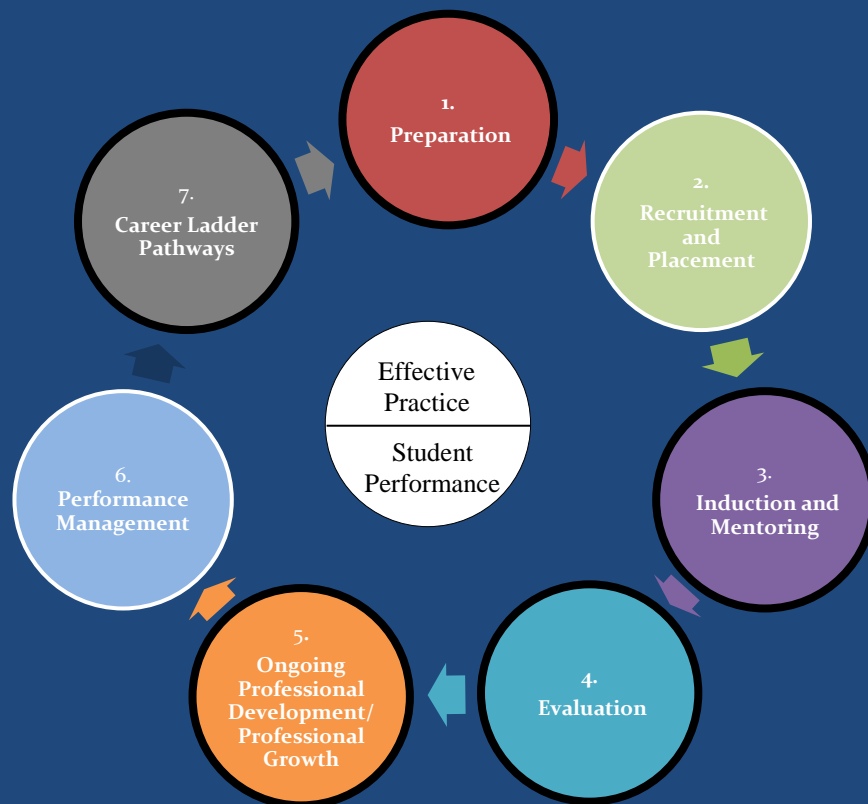 1.
Preparation
2.
Recruitment
and
Placement
3.
Induction and
Mentoring
4.
Evaluation
5.
Ongoing
Professional
Development/
Professional
Growth
6.
Performance
Management
7.
Career Ladder
Pathways
Effective
Practice
Student
Performance